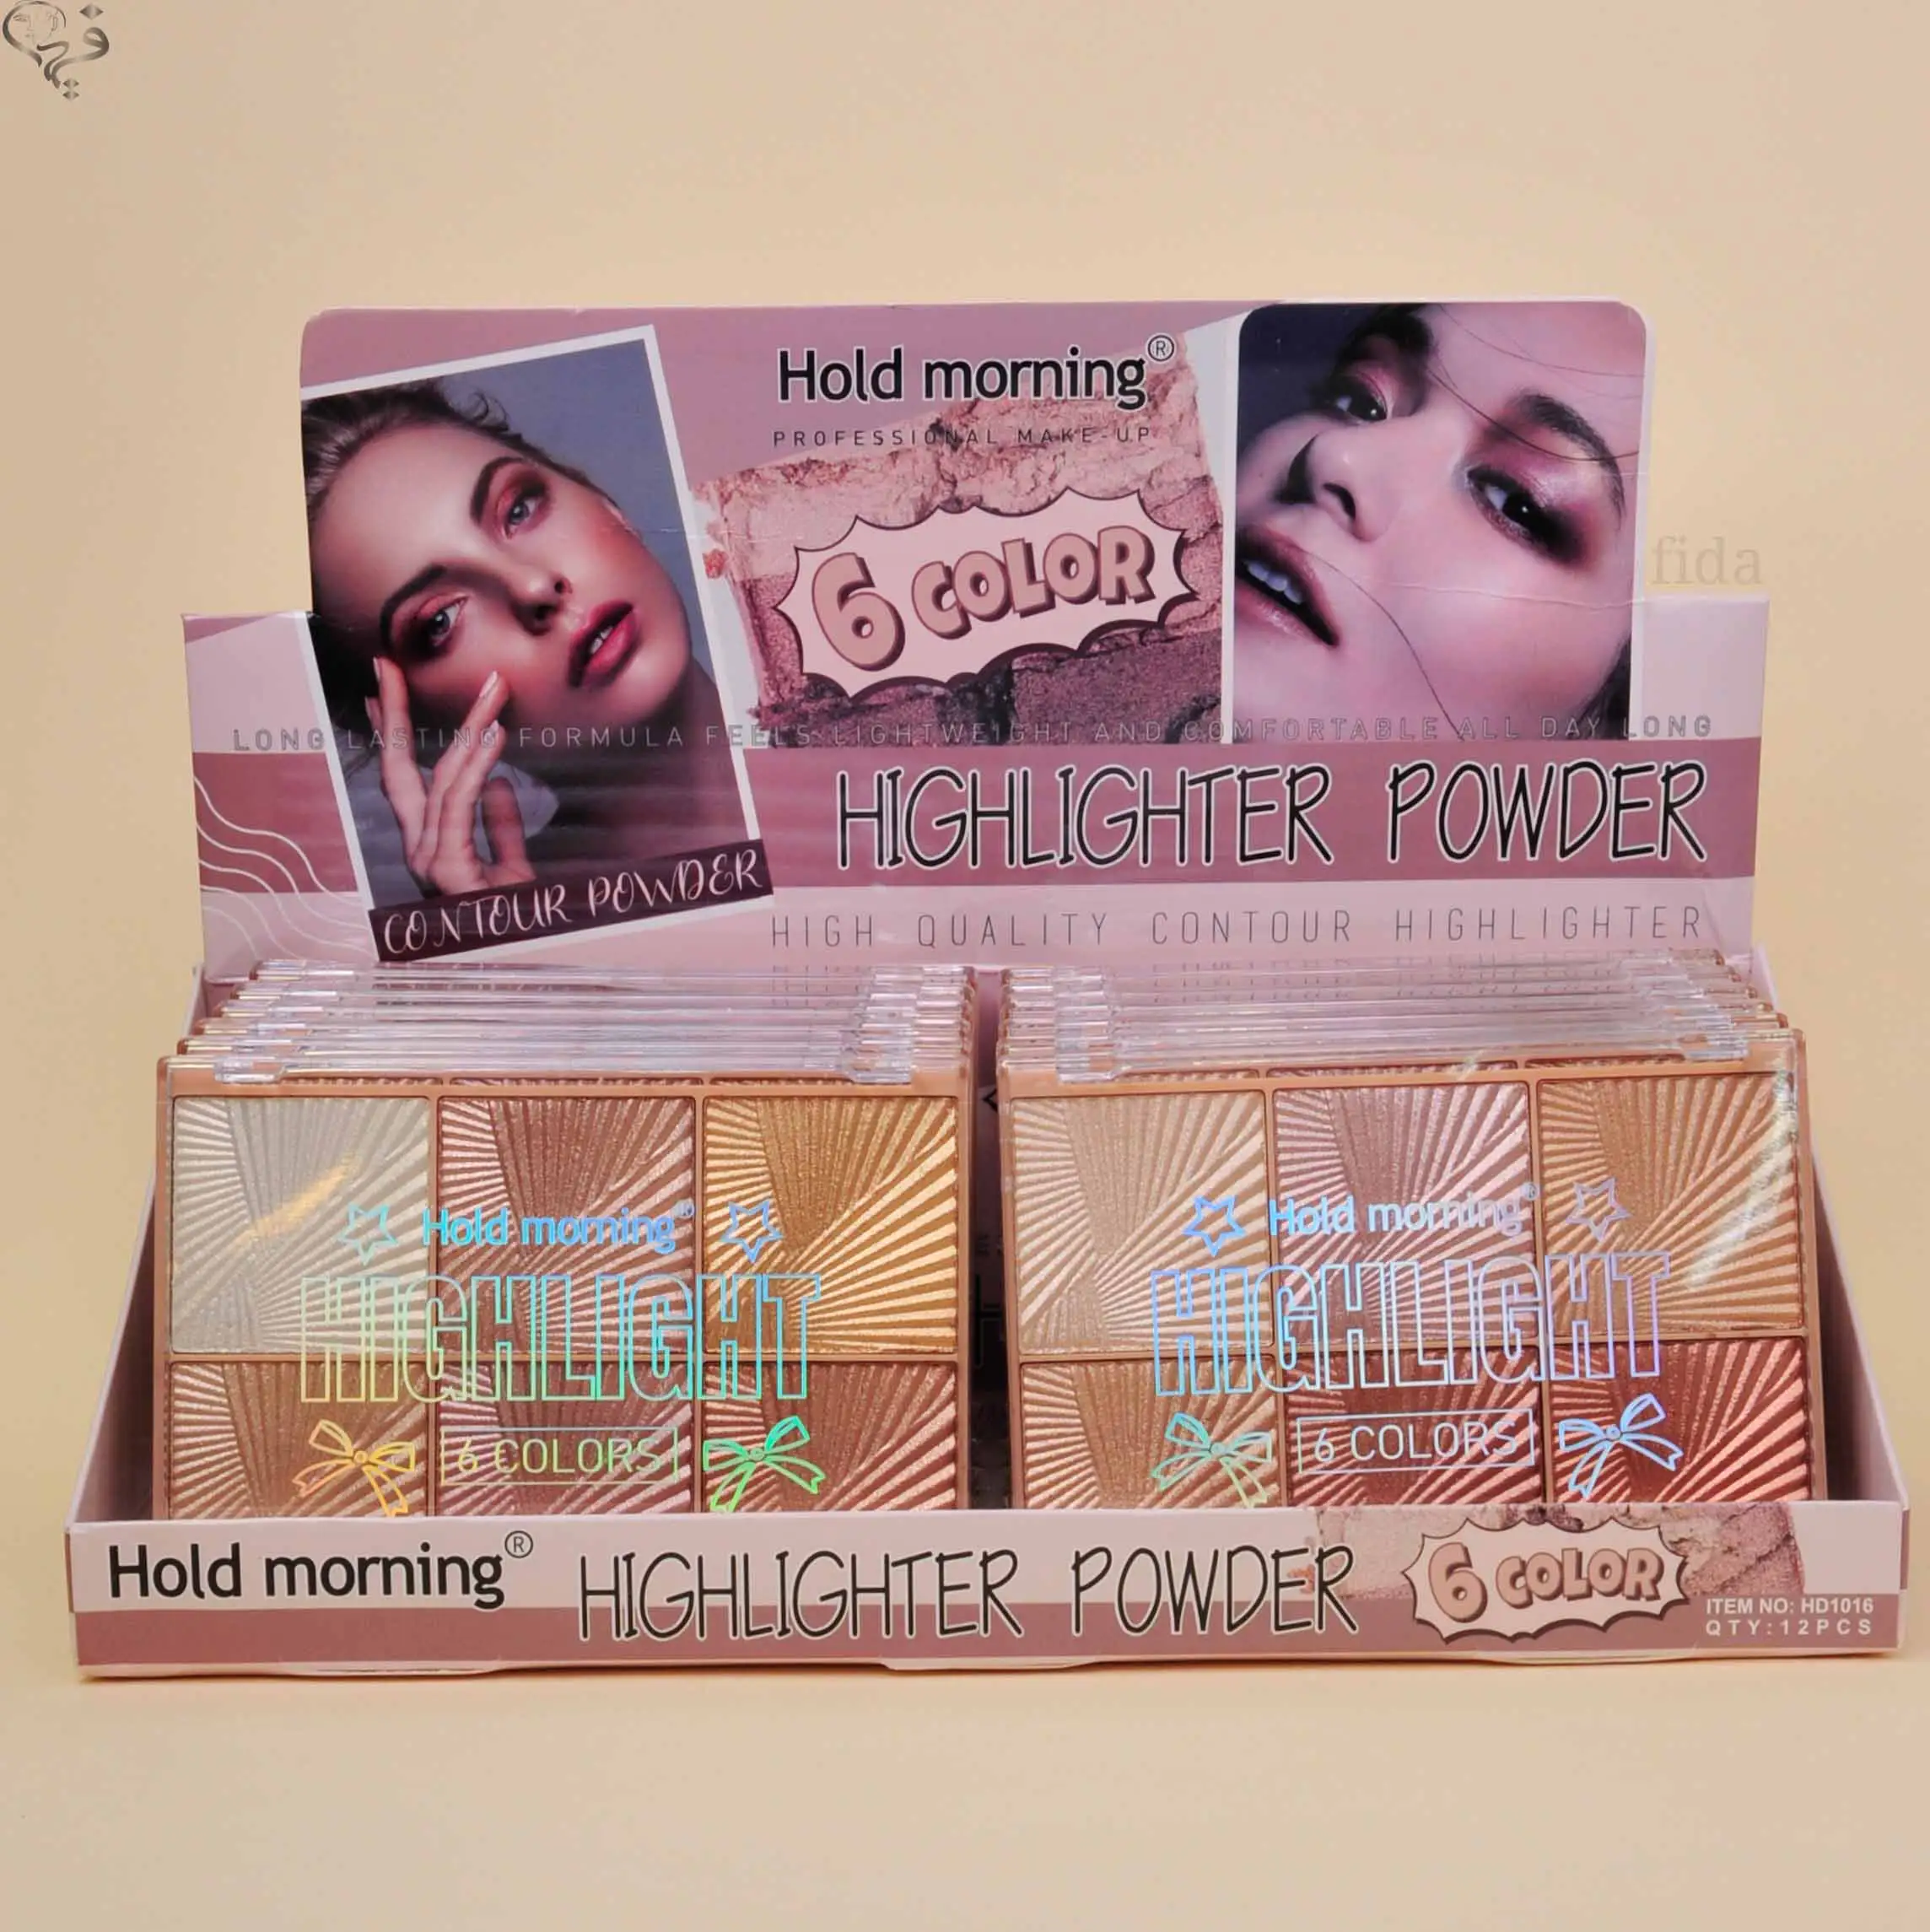 Hold morning®
PROFESSIONAL MAKE-UP
6 COLOR
fida
LONG LASTING FORMULA FEELS LIGHTWEIGHT AND COMFORTABLE ALL DAY LONG
HIGHLIGHTER POWDER
CONTOUR POWDER
HIGH QUALITY CONTOUR HIGHLIGHTER
Hold morning®
HIGHLIGHT
6 COLORS
Hold morning®
HIGHLIGHT
6 COLORS
Hold morning®
HIGHLIGHTER POWDER
6 COLOR
ITEM NO: HD1016
QTY:12PCS